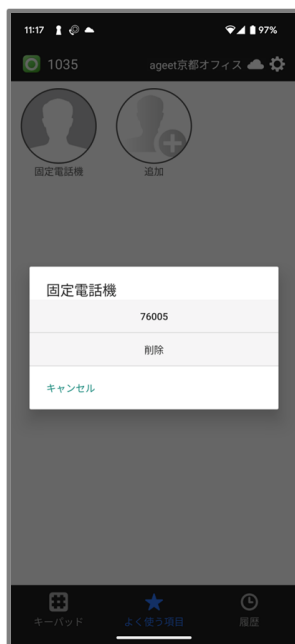 11:17
97%
1035
ageet京都オフィス
固定電話機
追加
固定電話機
76005
削除
キャンセル
キーパッド
よく使う項目
履歴